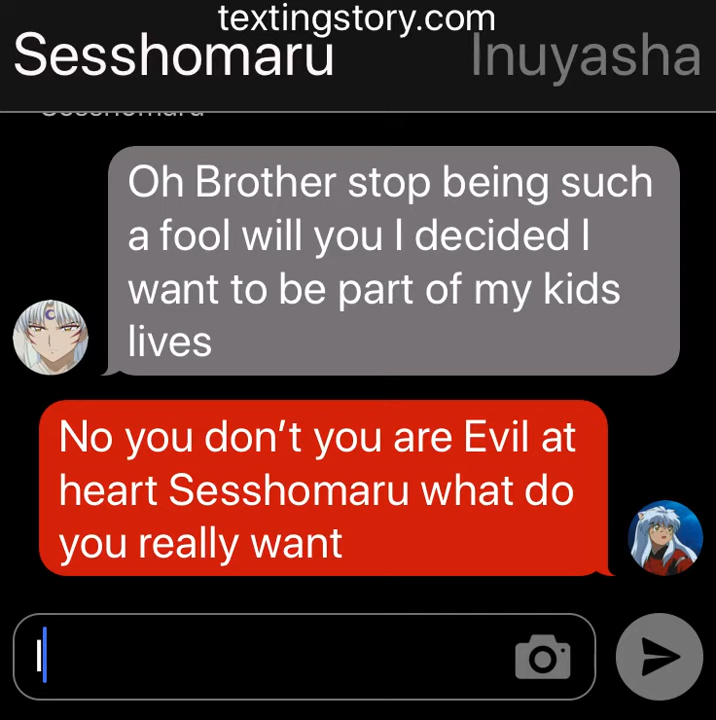 textingstory.com
Sesshomaru Inuyasha
Sesshomaru
Oh Brother stop being such
a fool will you I decided I
want to be part of my kids
lives
No you don't you are Evil at
heart Sesshomaru what do
you really want
I